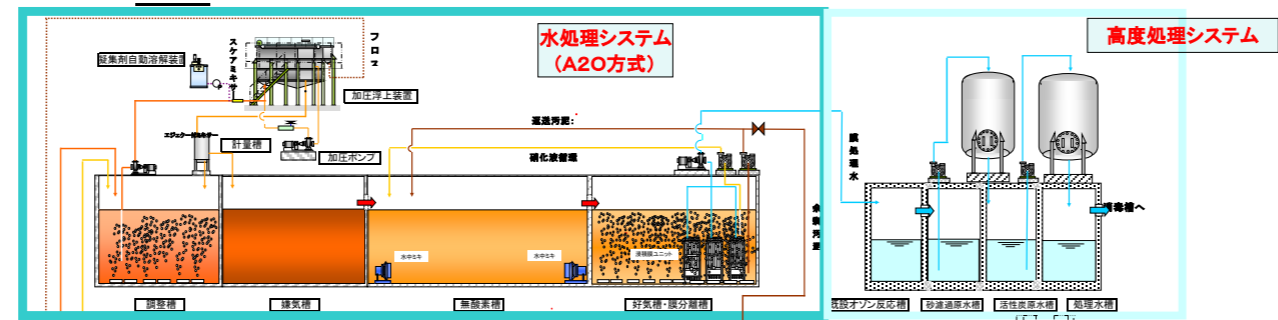 水処理システム
(A2O方式)
高度処理システム
凝集剤自動溶解装置
スケアミキサ
フロス
加圧浮上装置
計量槽
加圧ポンプ
返送汚泥:
硝化液循環
膜処理水
余剰汚泥
消毒槽へ
水中ミキ
水中ミキ
浸積膜ユニット
調整槽
嫌気槽
無酸素槽
好気槽・膜分離槽
既設オゾン反応槽
砂濾過原水槽
活性炭原水槽
処理水槽